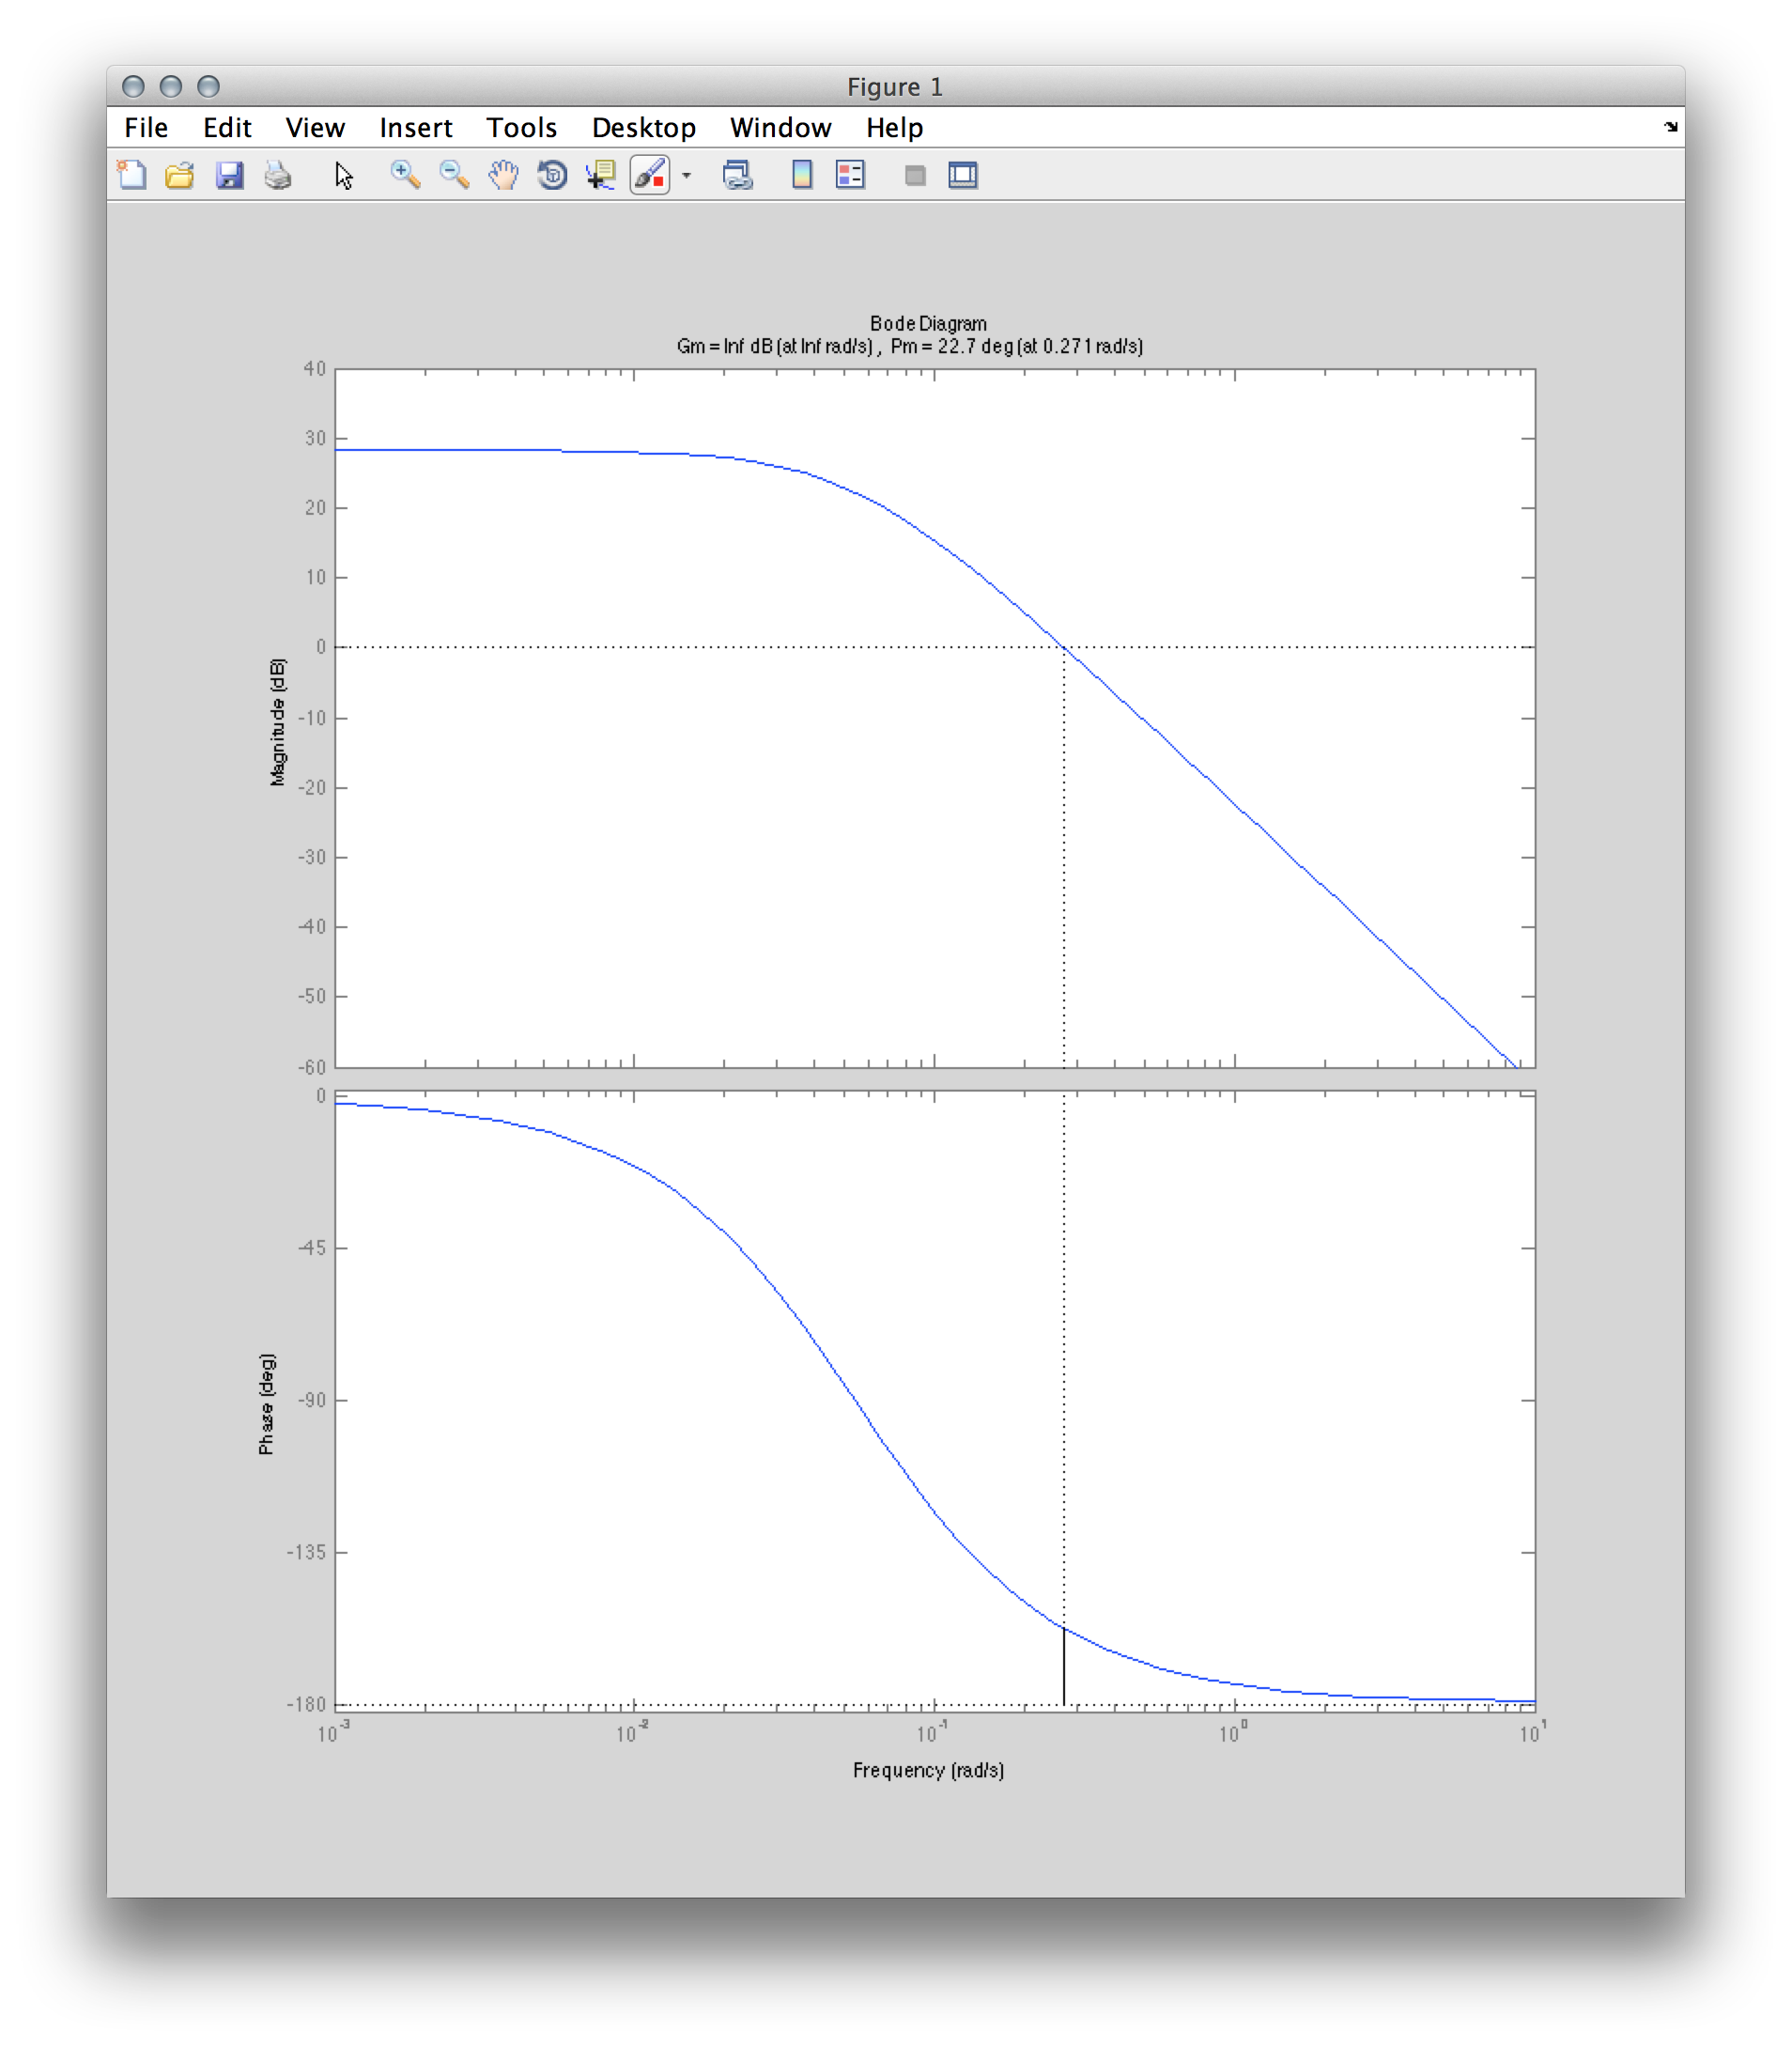 Figure 1
File Edit View Insert Tools Desktop Window Help
Bode Diagram
Gm = Inf dB (at Inf rad/s) , Pm = 22.7 deg (at 0.271 rad/s)
40
30
20
10
0
-10
-20
-30
-40
-50
-60
Magnitude (dB)
0
-45
-90
-135
-180
Phase (deg)
10^-3 10^-2 10^-1 10^0 10^1
Frequency (rad/s)